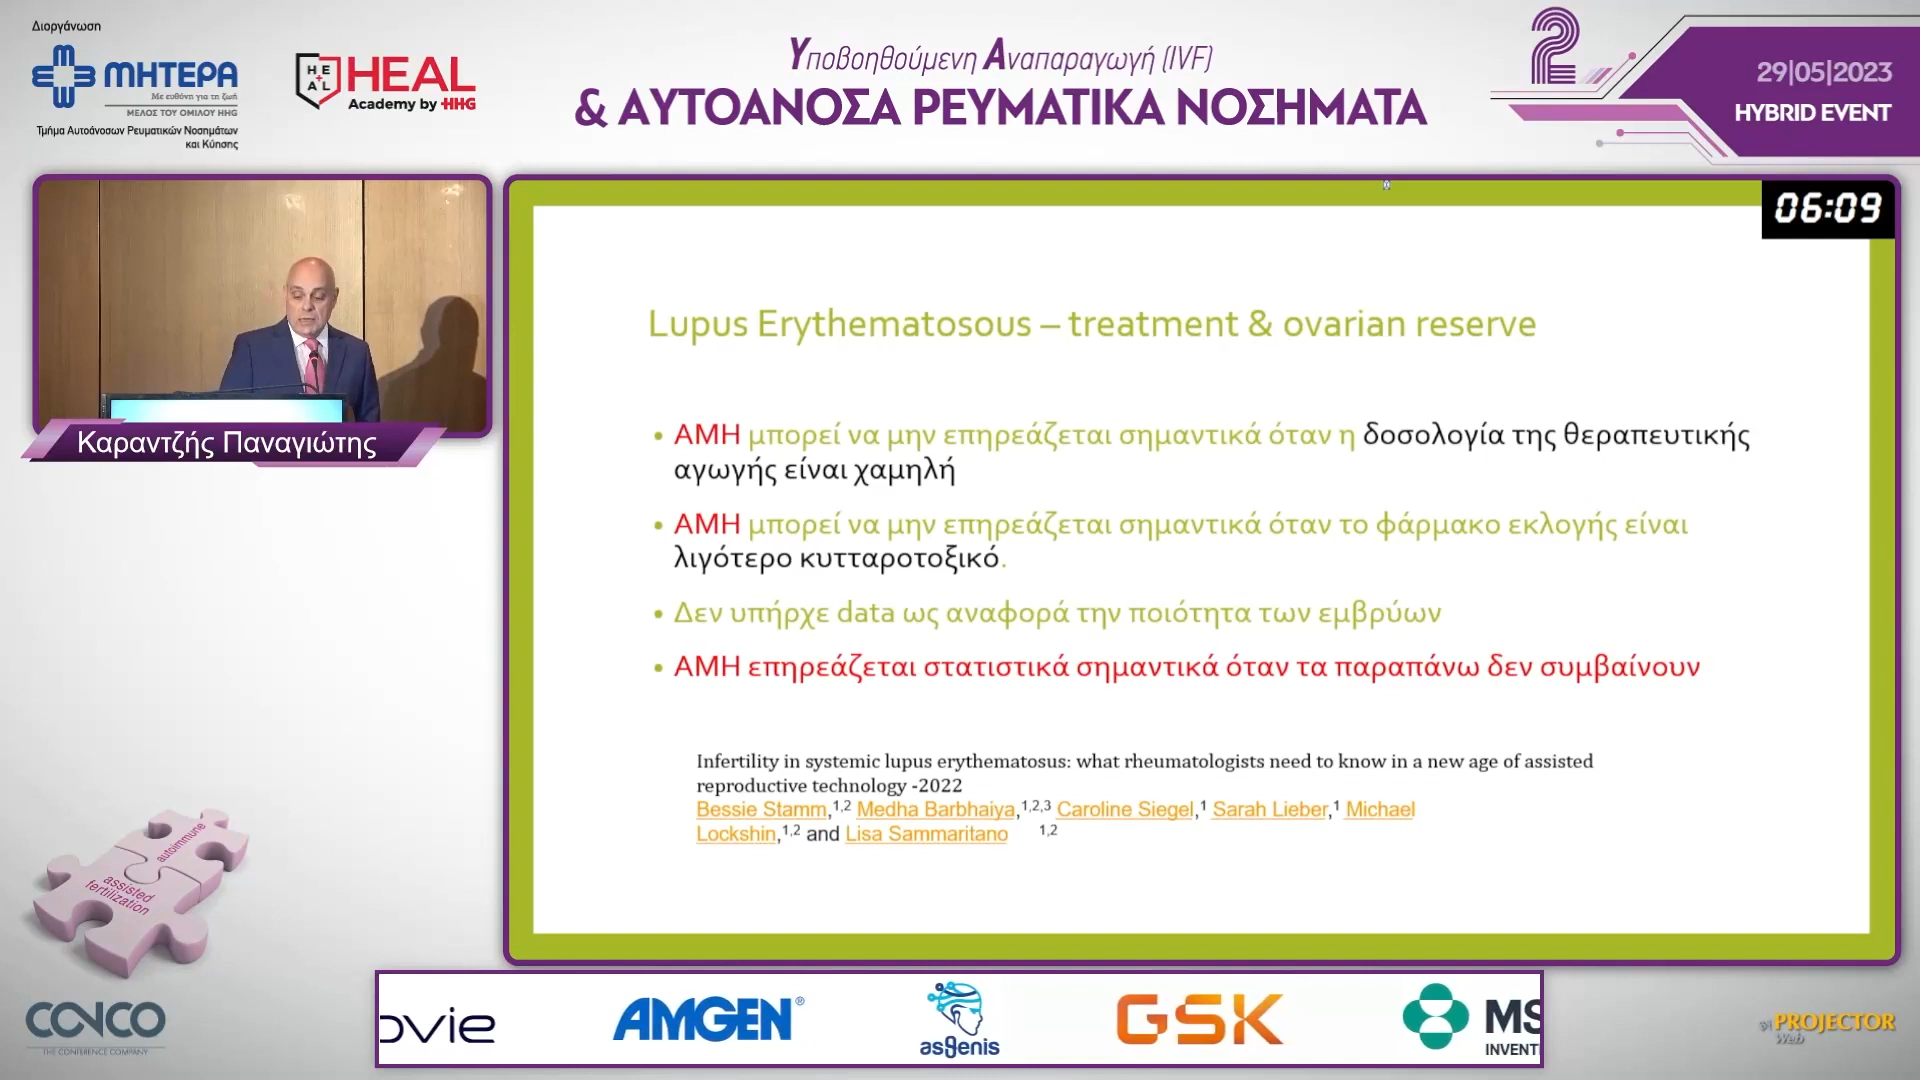 Διοργάνωση
ΜΗΤΕΡΑ
Με ευθύνη για τη ζωή
ΜΕΛΟΣ ΤΟΥ ΟΜΙΛΟΥ HHG
Τμήμα Αυτοάνοσων Ρευματικών Νοσημάτων
και Κύησης
HE
AL
HEAL
Academy by HHG
Υποβοηθούμενη Αναπαραγωγή (IVF)
& ΑΥΤΟΑΝΟΣΑ ΡΕΥΜΑΤΙΚΑ ΝΟΣΗΜΑΤΑ
2
29|05|2023
HYBRID EVENT
06:09
Καραντζής Παναγιώτης
Lupus Erythematosous – treatment & ovarian reserve
• ΑΜΗ μπορεί να μην επηρεάζεται σημαντικά όταν η δοσολογία της θεραπευτικής
αγωγής είναι χαμηλή
• ΑΜΗ μπορεί να μην επηρεάζεται σημαντικά όταν το φάρμακο εκλογής είναι
λιγότερο κυτταροτοξικό.
• Δεν υπήρχε data ως αναφορά την ποιότητα των εμβρύων
• ΑΜΗ επηρεάζεται στατιστικά σημαντικά όταν τα παραπάνω δεν συμβαίνουν
Infertility in systemic lupus erythematosus: what rheumatologists need to know in a new age of assisted
reproductive technology -2022
Bessie Stamm,1,2 Medha Barbhaiya,1,2,3 Caroline Siegel,1 Sarah Lieber,1 Michael
Lockshin,1,2 and Lisa Sammaritano 1,2
autoimmune
assisted
fertilization
CONCO
THE CONFERENCE COMPANY
ovie
AMGEN®
asgenis
GSK
MS
INVENT
PROJECTOR
Web